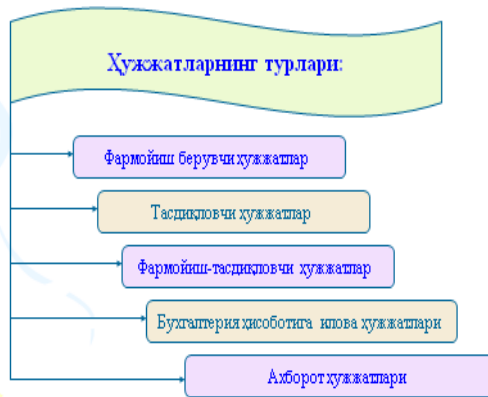 Ҳужжатларнинг турлари:
Фармойиш берувчи ҳужжатлар
Тасдиқловчи ҳужжатлар
Фармойиш-тасдиқловчи ҳужжатлар
Бухгалтерия ҳисоботига илова ҳужжатлари
Ахборот ҳужжатлари